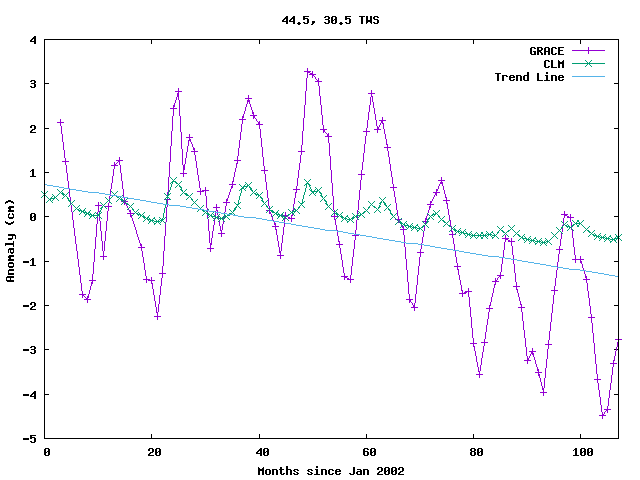 44.5, 30.5 TWS
GRACE
CLM
Trend Line
4
3
2
1
0
-1
-2
-3
-4
-5
Anomaly (cm)
0 20 40 60 80 100
Months since Jan 2002